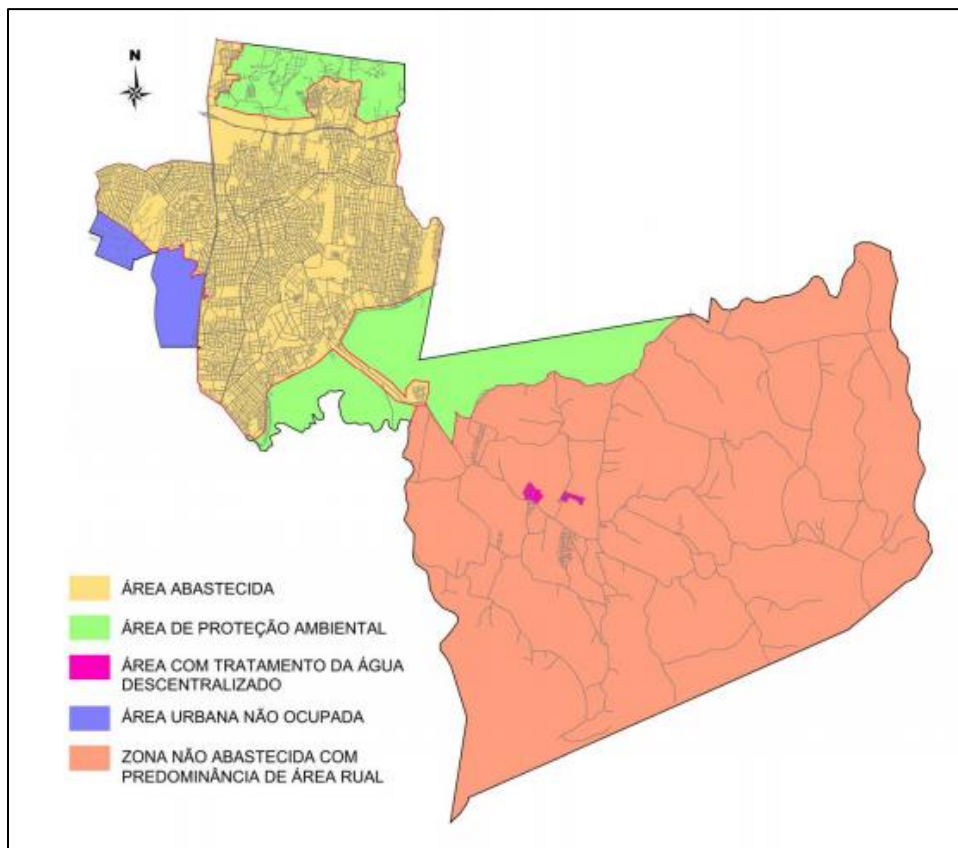 N
ÁREA ABASTECIDA
ÁREA DE PROTEÇÃO AMBIENTAL
ÁREA COM TRATAMENTO DA ÁGUA
DESCENTRALIZADO
ÁREA URBANA NÃO OCUPADA
ZONA NÃO ABASTECIDA COM
PREDOMINÂNCIA DE ÁREA RUAL